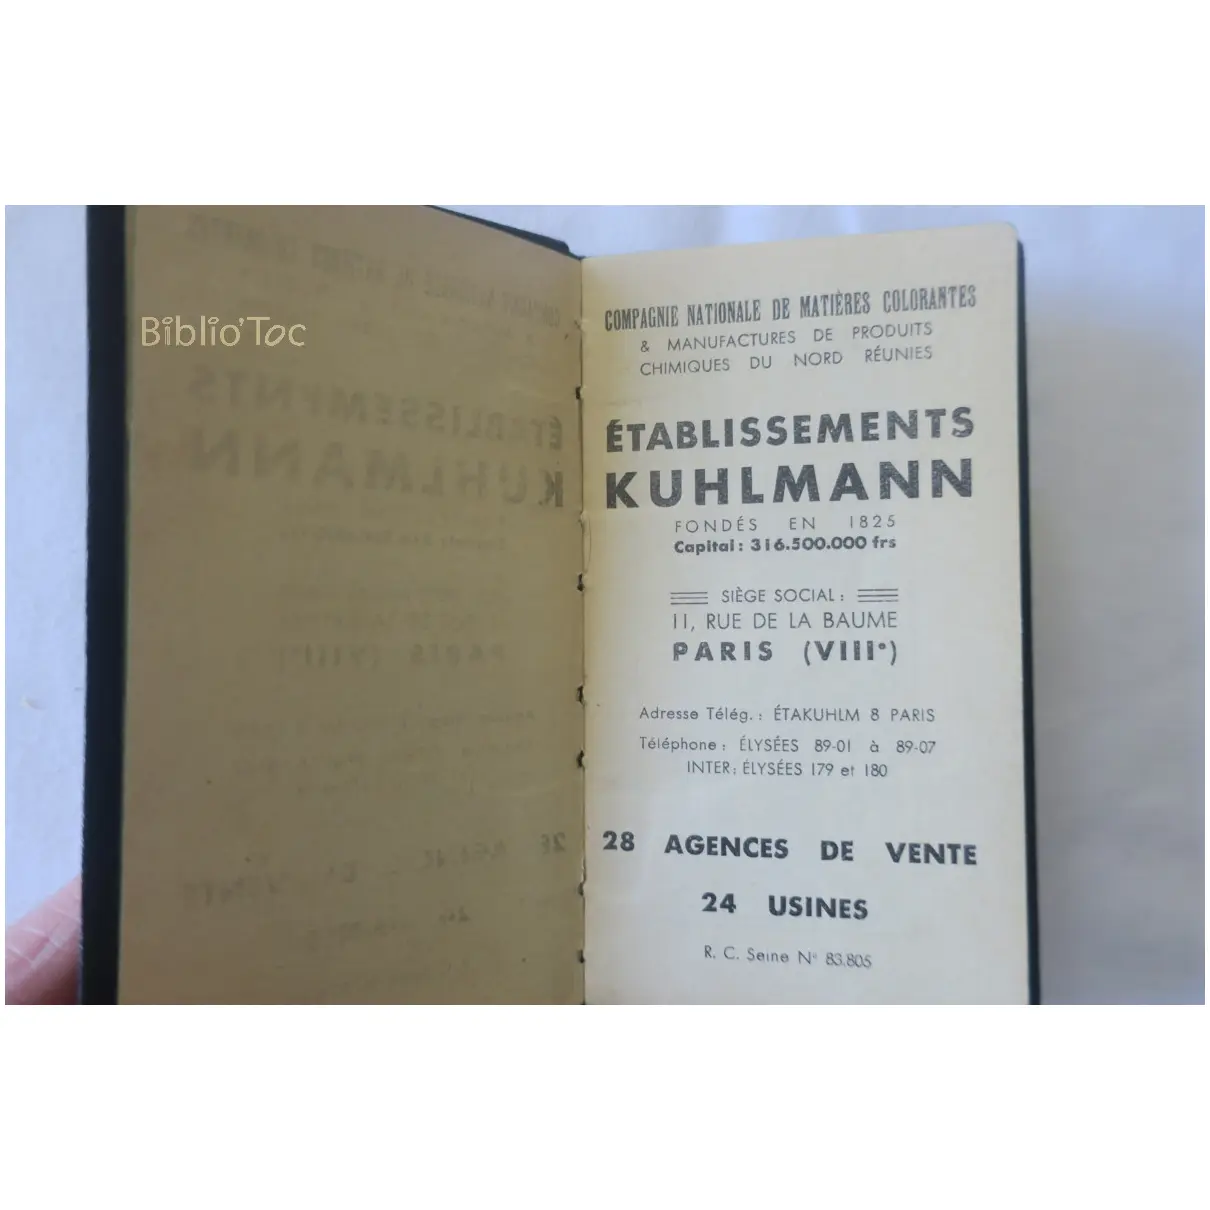 Biblio'Toc
COMPAGNIE NATIONALE DE MATIÈRES COLORANTES
& MANUFACTURES DE PRODUITS
CHIMIQUES DU NORD RÉUNIES
ÉTABLISSEMENTS
KUHLMANN
FONDÉS EN 1825
Capital : 316.500.000 frs
SIÈGE SOCIAL :
11, RUE DE LA BAUME
PARIS (VIIIe)
Adresse Télég. : ÉTAKUHLM 8 PARIS
Téléphone : ÉLYSÉES 89-01 à 89-07
INTER : ÉLYSÉES 179 et 180
28 AGENCES DE VENTE
24 USINES
R. C. Seine N° 83.805